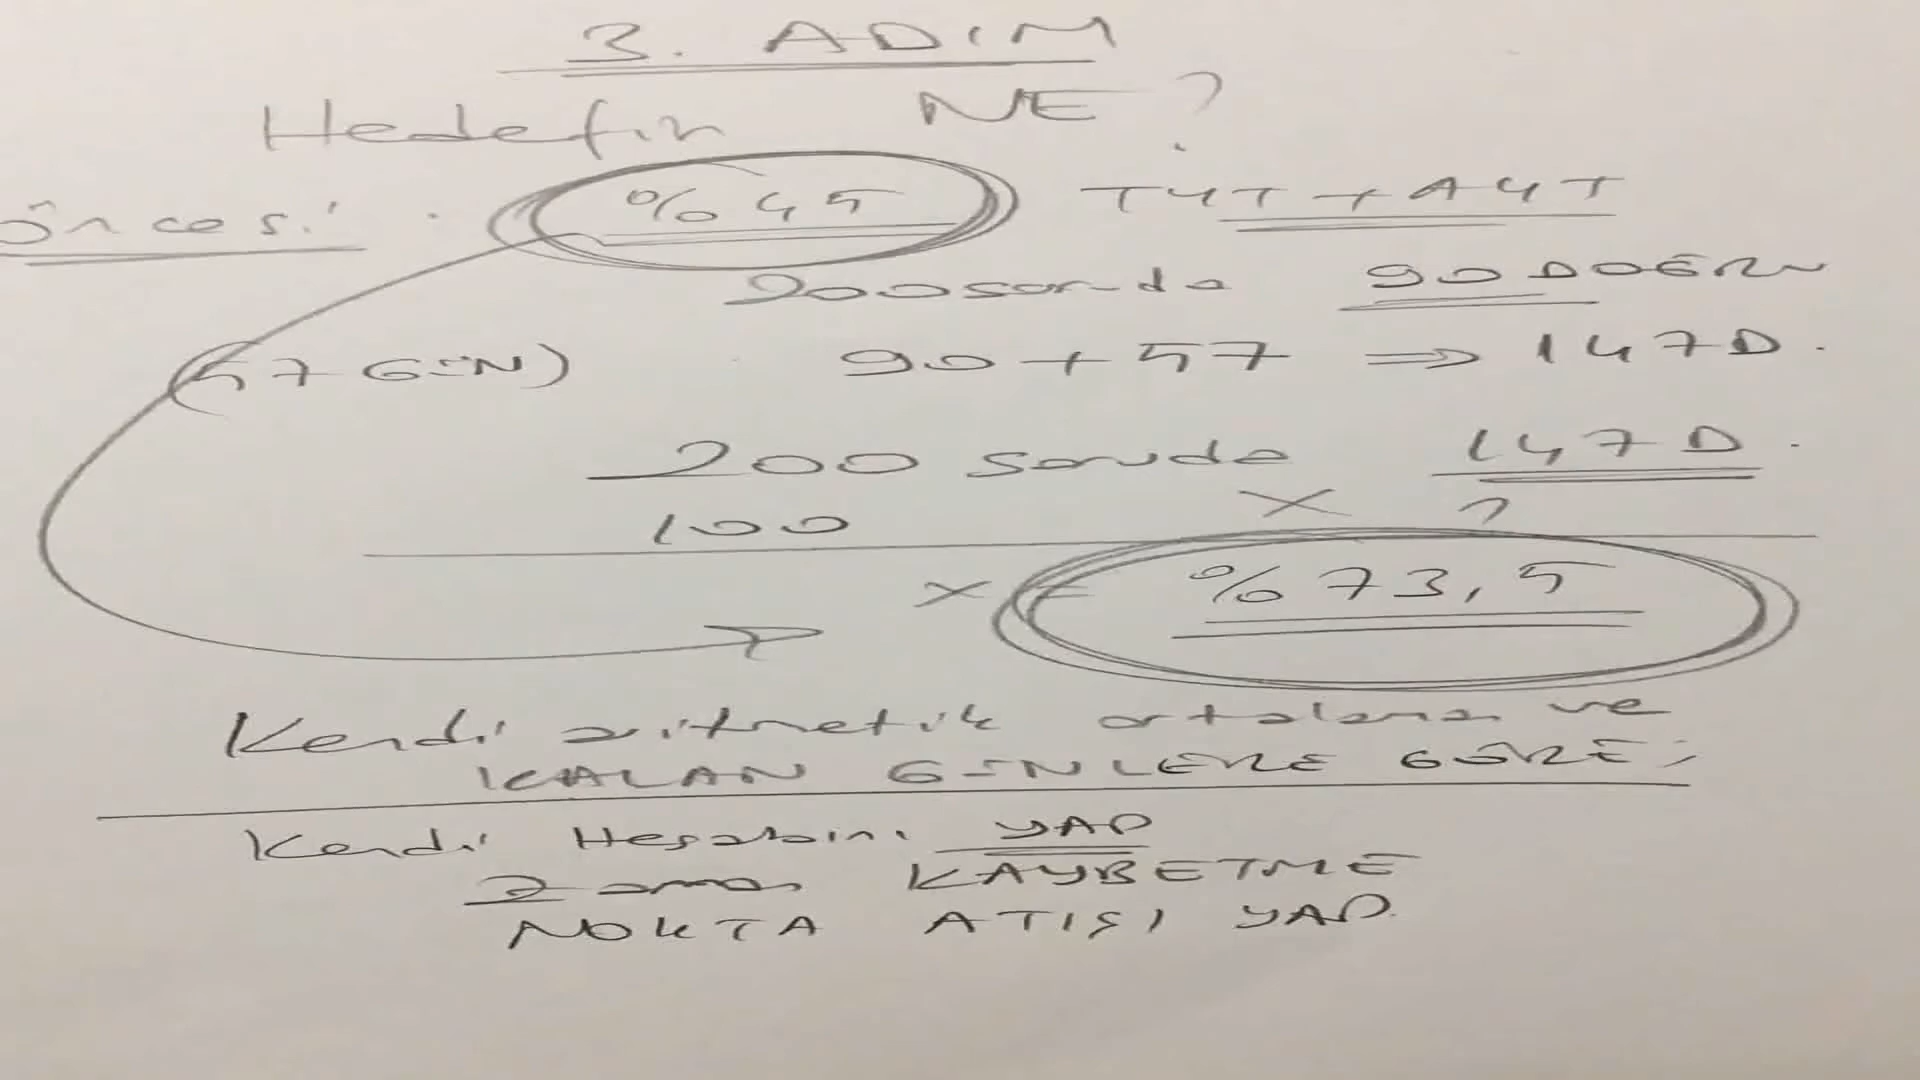 3. ADIM
Hedefin NE ?
öncesi : %45 TYT + AYT
200 soruda 90 DOĞRU
(57 GÜN) 90 + 57 ⇒ 147 D.
200 soruda 147 D.
100 X ?
X = %73,5
Kendi aritmetik ortalaman ve
KALAN GÜNLERE GÖRE;
Kendi Hesabını YAP
Zaman KAYBETME
NOKTA ATIŞI YAP.